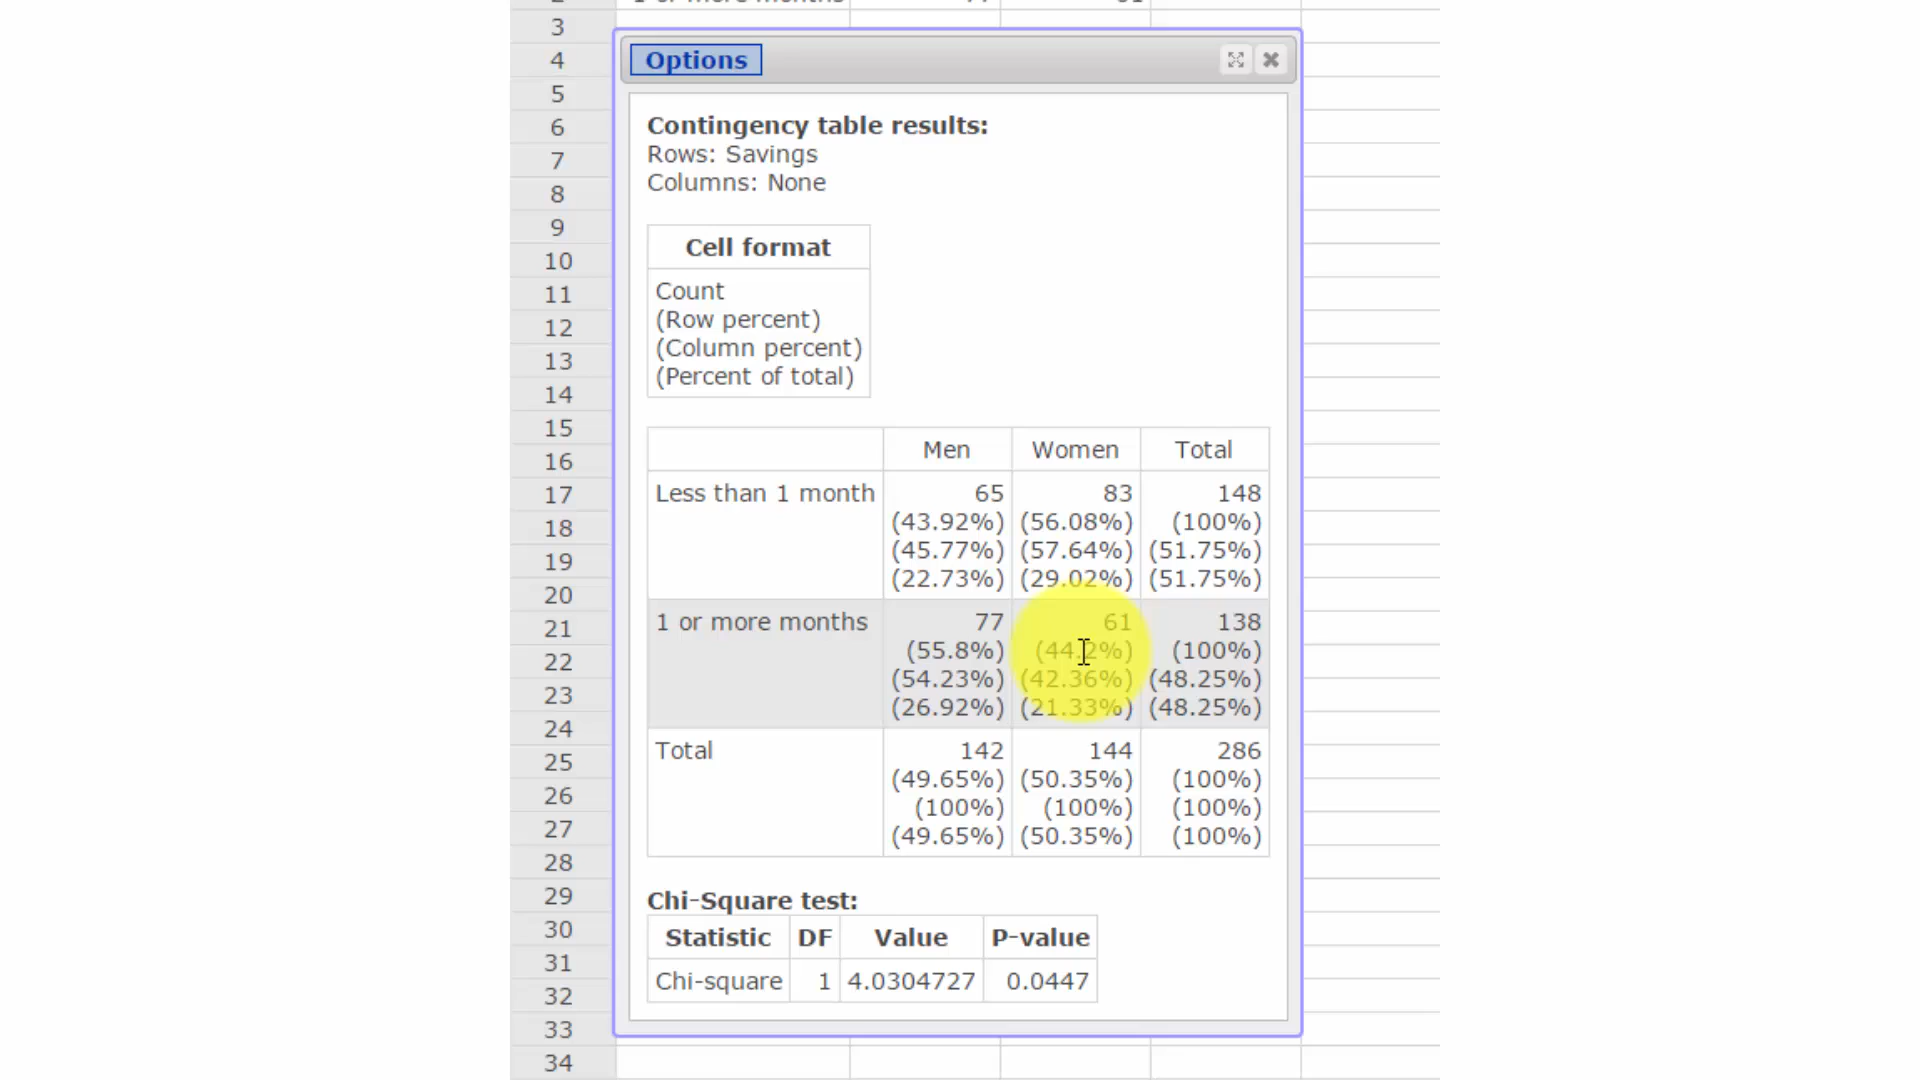 3
4
5
6
7
8
9
10
11
12
13
14
15
16
17
18
19
20
21
22
23
24
25
26
27
28
29
30
31
32
33
34
Options
Contingency table results:
Rows: Savings
Columns: None
Cell format
Count
(Row percent)
(Column percent)
(Percent of total)
Men Women Total
Less than 1 month 65 83 148
(43.92%) (56.08%) (100%)
(45.77%) (57.64%) (51.75%)
(22.73%) (29.02%) (51.75%)
1 or more months 77 61 138
(55.8%) (44.2%) (100%)
(54.23%) (42.36%) (48.25%)
(26.92%) (21.33%) (48.25%)
Total 142 144 286
(49.65%) (50.35%) (100%)
(100%) (100%) (100%)
(49.65%) (50.35%) (100%)
Chi-Square test:
Statistic DF Value P-value
Chi-square 1 4.0304727 0.0447